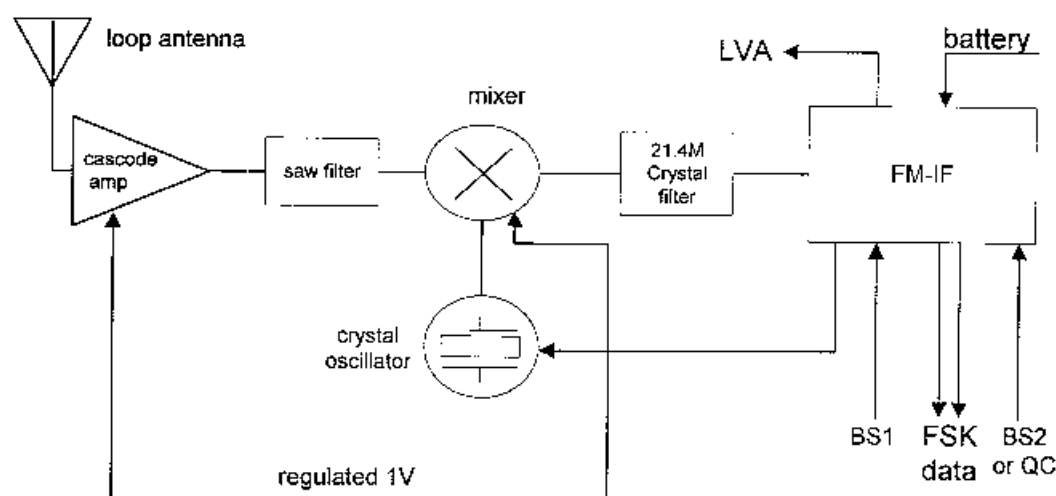 loop antenna
LVA
battery
mixer
cascode
amp
saw filter
21.4M
Crystal
filter
FM-IF
crystal
oscillator
BS1
FSK
data
BS2
or QC
regulated 1V